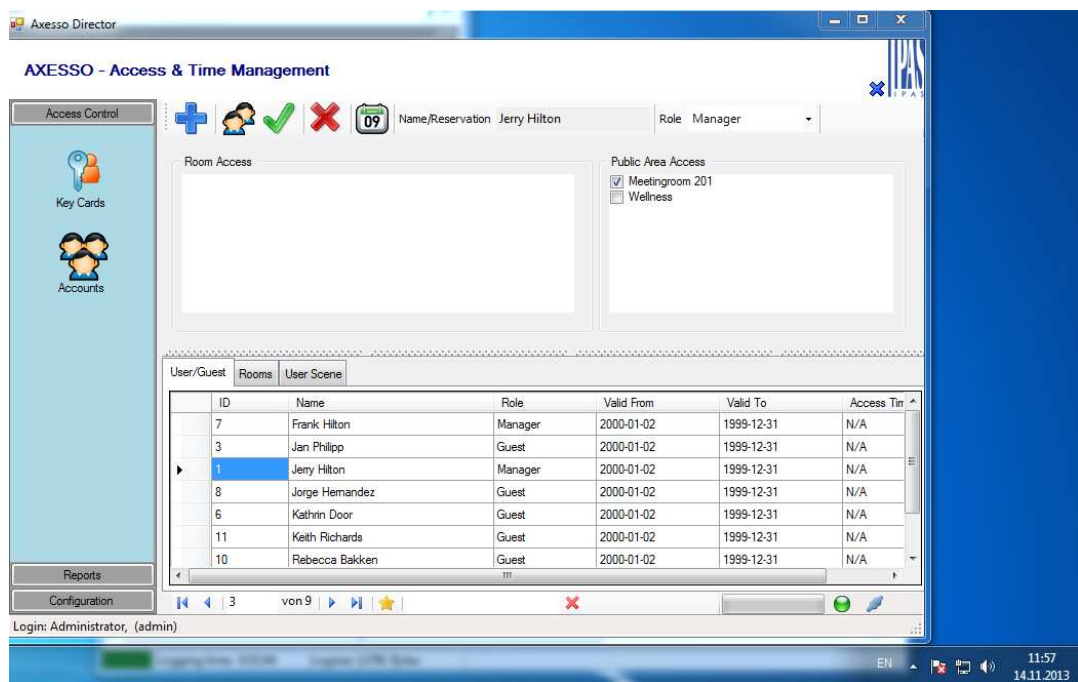 Axesso Director
AXESSO - Access & Time Management
IPAS
IPAS
Access Control
09
Name/Reservation Jerry Hilton
Role Manager
Room Access
Public Area Access
Meetingroom 201
Wellness
Key Cards
Accounts
User/Guest Rooms User Scene
ID Name Role Valid From Valid To Access Tim
7 Frank Hilton Manager 2000-01-02 1999-12-31 N/A
3 Jan Philipp Guest 2000-01-02 1999-12-31 N/A
1 Jerry Hilton Manager 2000-01-02 1999-12-31 N/A
8 Jorge Hernandez Guest 2000-01-02 1999-12-31 N/A
6 Kathrin Door Guest 2000-01-02 1999-12-31 N/A
11 Keith Richards Guest 2000-01-02 1999-12-31 N/A
10 Rebecca Bakken Guest 2000-01-02 1999-12-31 N/A
Reports
Configuration
3 von 9
Login: Administrator, (admin)
EN
11:57
14.11.2013